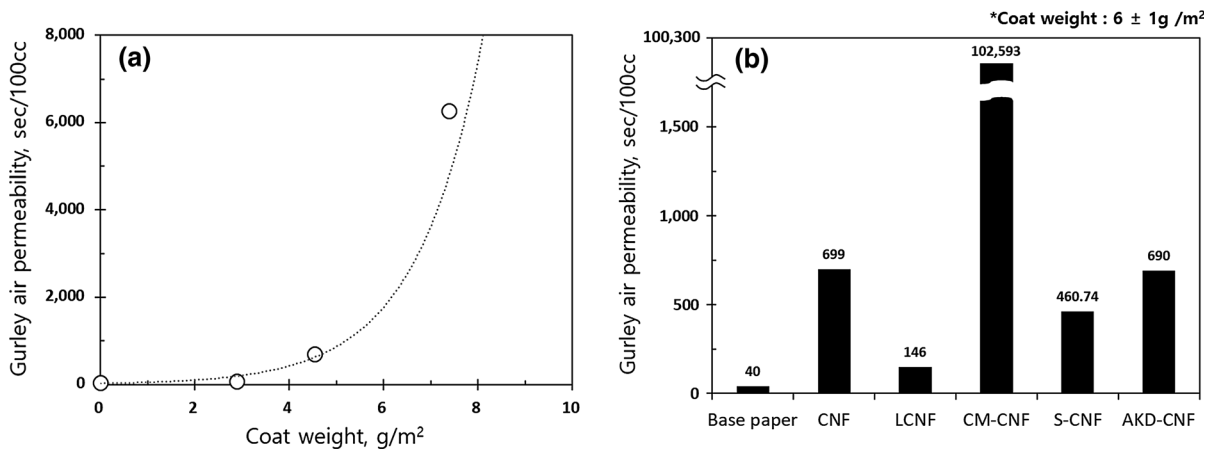 *Coat weight : 6 ± 1g /m²
(a)
Gurley air permeability, sec/100cc
8,000
6,000
4,000
2,000
0
0 2 4 6 8 10
Coat weight, g/m²
(b)
Gurley air permeability, sec/100cc
100,300
1,500
1,000
500
0
40
699
146
102,593
460.74
690
Base paper CNF LCNF CM-CNF S-CNF AKD-CNF